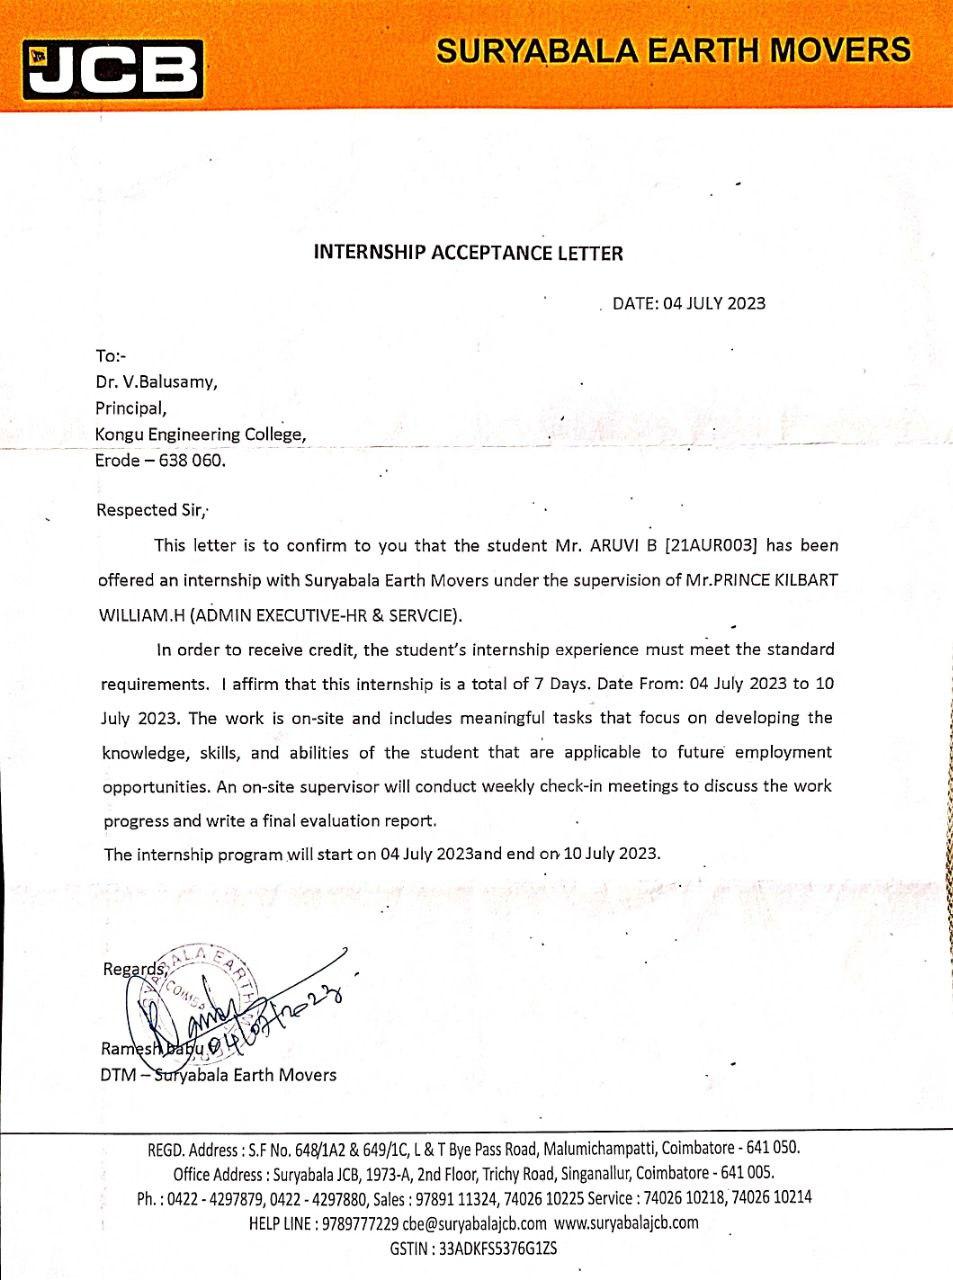 JCB
SURYABALA EARTH MOVERS
INTERNSHIP ACCEPTANCE LETTER
DATE: 04 JULY 2023
To:-
Dr. V.Balusamy,
Principal,
Kongu Engineering College,
Erode – 638 060.
Respected Sir,
This letter is to confirm to you that the student Mr. ARUVI B [21AUR003] has been
offered an internship with Suryabala Earth Movers under the supervision of Mr.PRINCE KILBART
WILLIAM.H (ADMIN EXECUTIVE-HR & SERVCIE).
In order to receive credit, the student's internship experience must meet the standard
requirements. I affirm that this internship is a total of 7 Days. Date From: 04 July 2023 to 10
July 2023. The work is on-site and includes meaningful tasks that focus on developing the
knowledge, skills, and abilities of the student that are applicable to future employment
opportunities. An on-site supervisor will conduct weekly check-in meetings to discuss the work
progress and write a final evaluation report.
The internship program will start on 04 July 2023and end on 10 July 2023.
Regards,
04/07/2023
Ramesh babu
DTM – Suryabala Earth Movers
REGD. Address : S.F No. 648/1A2 & 649/1C, L & T Bye Pass Road, Malumichampatti, Coimbatore - 641 050.
Office Address : Suryabala JCB, 1973-A, 2nd Floor, Trichy Road, Singanallur, Coimbatore - 641 005.
Ph. : 0422 - 4297879, 0422 - 4297880, Sales : 97891 11324, 74026 10225 Service : 74026 10218, 74026 10214
HELP LINE : 9789777229 cbe@suryabalajcb.com www.suryabalajcb.com
GSTIN : 33ADKFS5376G1ZS